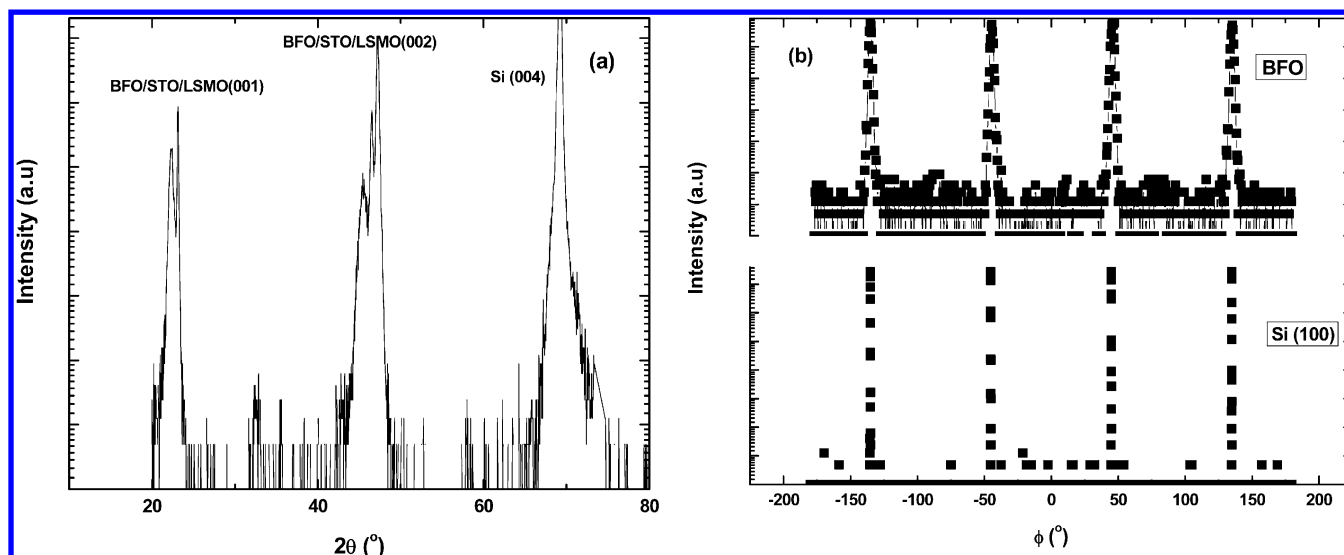 BFO/STO/LSMO(002)
(a)
Si (004)
BFO/STO/LSMO(001)
Intensity (a.u)
20 40 60 80
2θ (°)
(b)
BFO
Si (100)
Intensity (a.u)
-200 -150 -100 -50 0 50 100 150 200
ϕ (°)